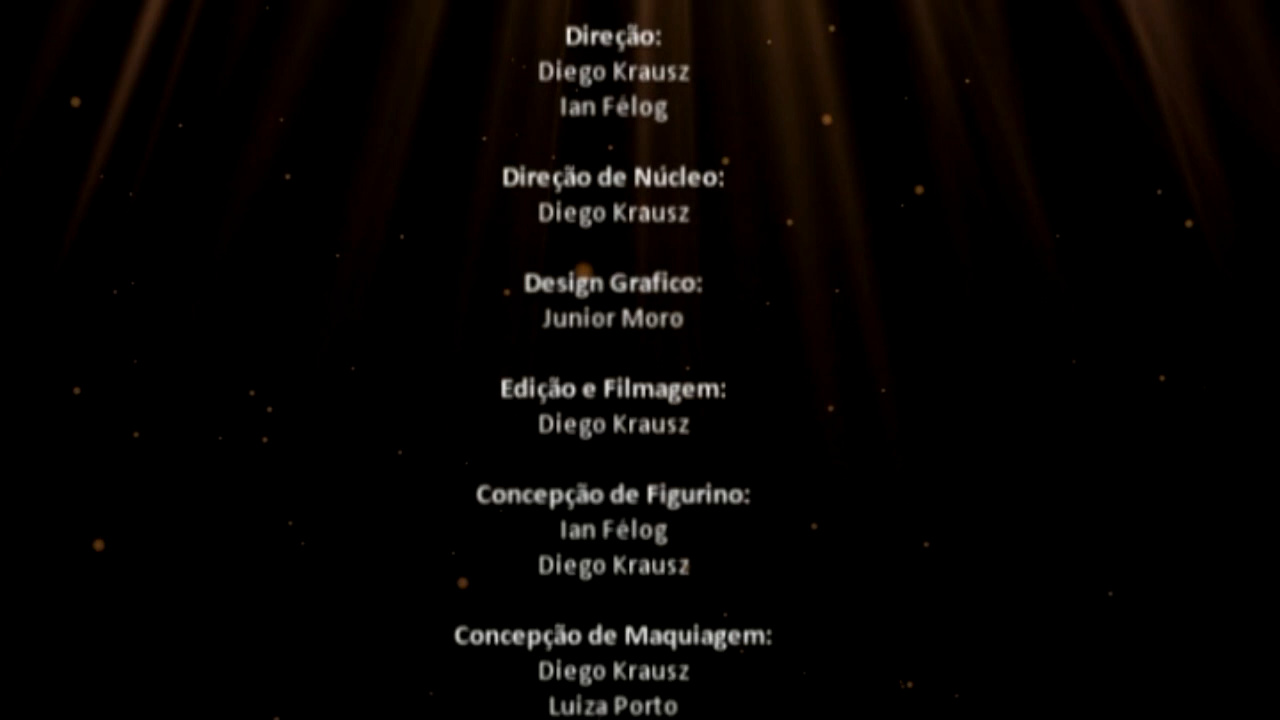 Direção:
Diego Krausz
Ian Félog
Direção de Núcleo:
Diego Krausz
Design Grafico:
Junior Moro
Edição e Filmagem:
Diego Krausz
Concepção de Figurino:
Ian Félog
Diego Krausz
Concepção de Maquiagem:
Diego Krausz
Luiza Porto